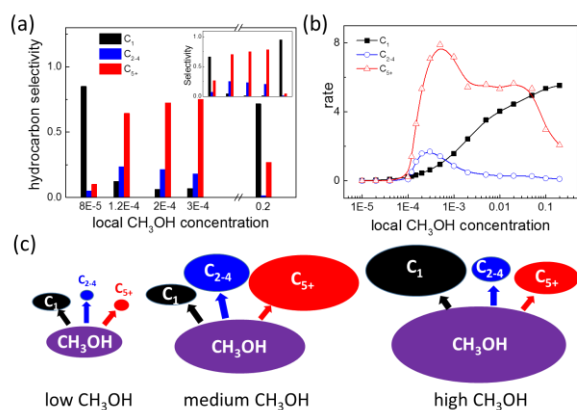 (a)
C₁
C₂₋₄
C₅₊
Selectivity
hydrocarbon selectivity
1.0
0.5
0.0
8E-5 1.2E-4 2E-4 3E-4 0.2
local CH₃OH concentration
(b)
C₁
C₂₋₄
C₅₊
rate
8
4
0
1E-5 1E-4 1E-3 0.01 0.1
local CH₃OH concentration
(c)
C₁ C₂₋₄ C₅₊
CH₃OH
low CH₃OH
C₁ C₂₋₄ C₅₊
CH₃OH
medium CH₃OH
C₁ C₂₋₄ C₅₊
CH₃OH
high CH₃OH